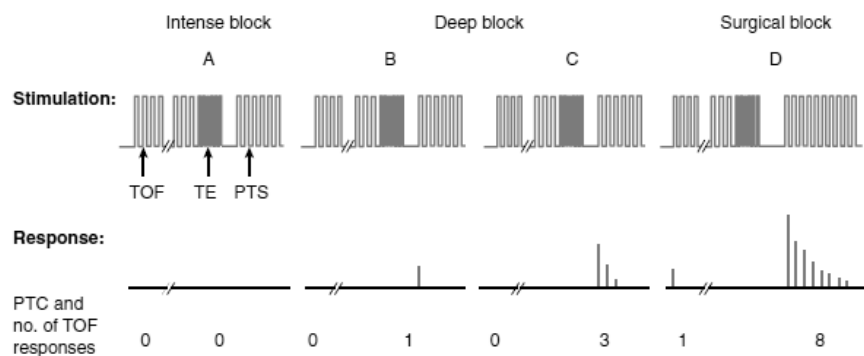 Intense block Deep block Surgical block
A B C D
Stimulation:
TOF TE PTS
Response:
PTC and
no. of TOF
responses
0 0 0 1 0 3 1 8